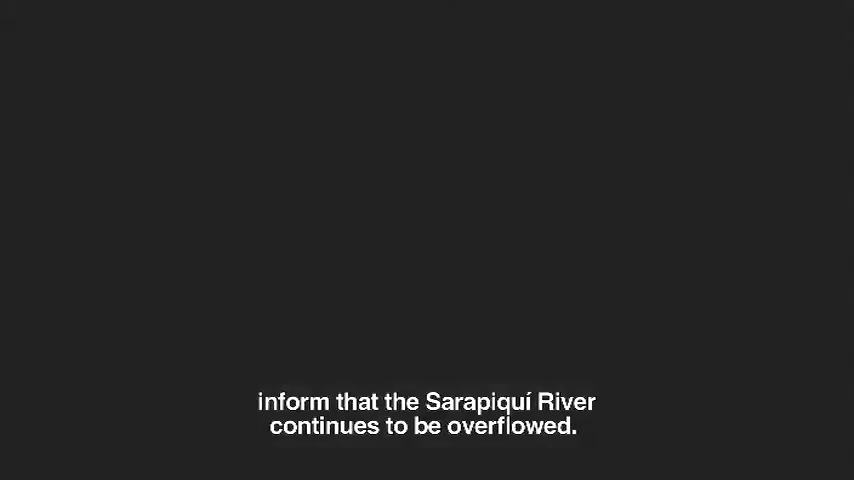 inform that the Sarapiquí River
continues to be overflowed.